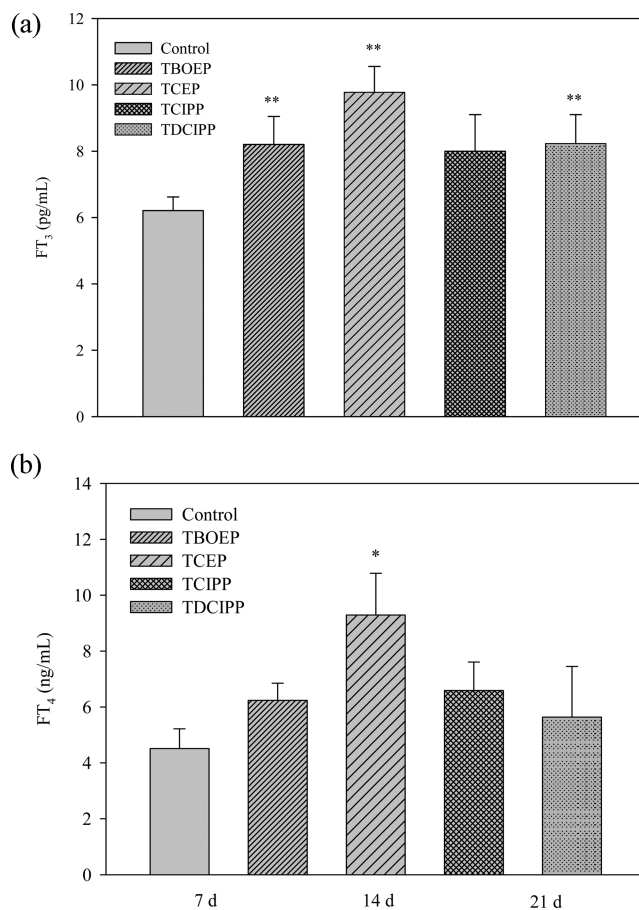 (a)
12
10
8
6
4
2
0
FT3 (pg/mL)
Control
TBOEP
TCEP
TCIPP
TDCIPP
**
**
**
(b)
14
12
10
8
6
4
2
0
FT4 (ng/mL)
Control
TBOEP
TCEP
TCIPP
TDCIPP
*
7 d 14 d 21 d